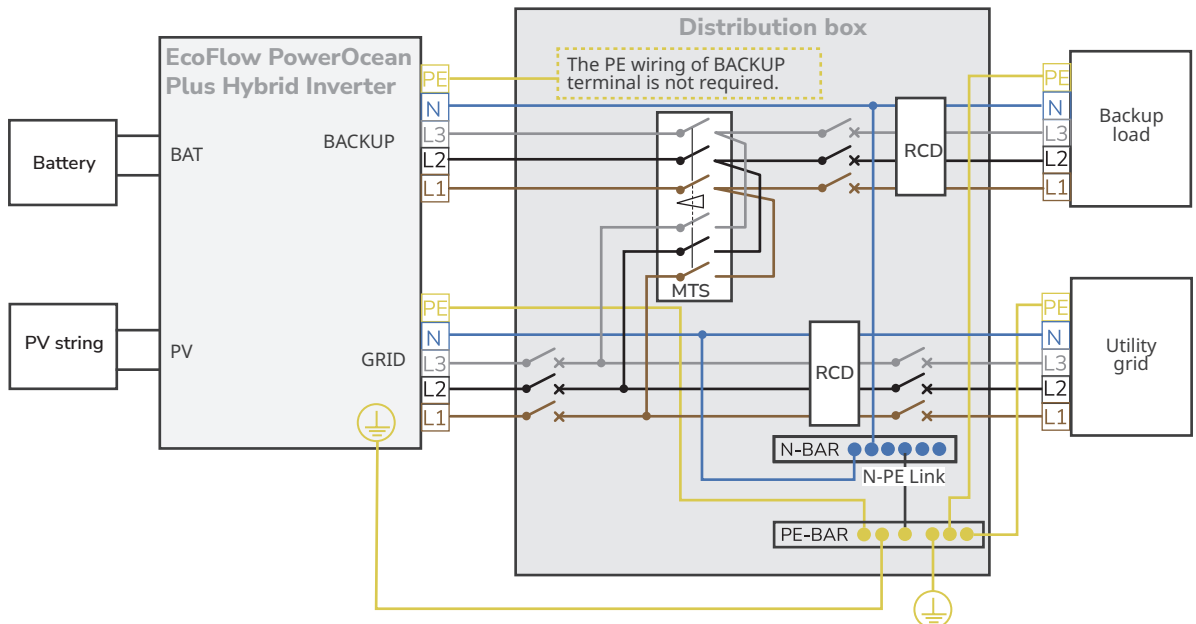 Distribution box
EcoFlow PowerOcean
Plus Hybrid Inverter
The PE wiring of BACKUP
terminal is not required.
PE
N
L3
L2
L1
BACKUP
BAT
Battery
MTS
RCD
PE
N
L3
L2
L1
Backup
load
PV string
PV
GRID
PE
N
L3
L2
L1
RCD
PE
N
L3
L2
L1
Utility
grid
N-BAR
N-PE Link
PE-BAR